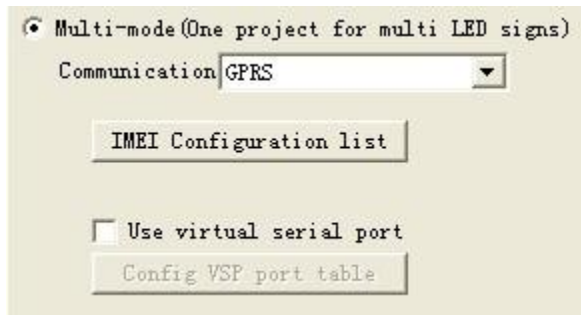 Multi-mode(One project for multi LED signs)
Communication GPRS
IMEI Configuration list
Use virtual serial port
Config VSP port table